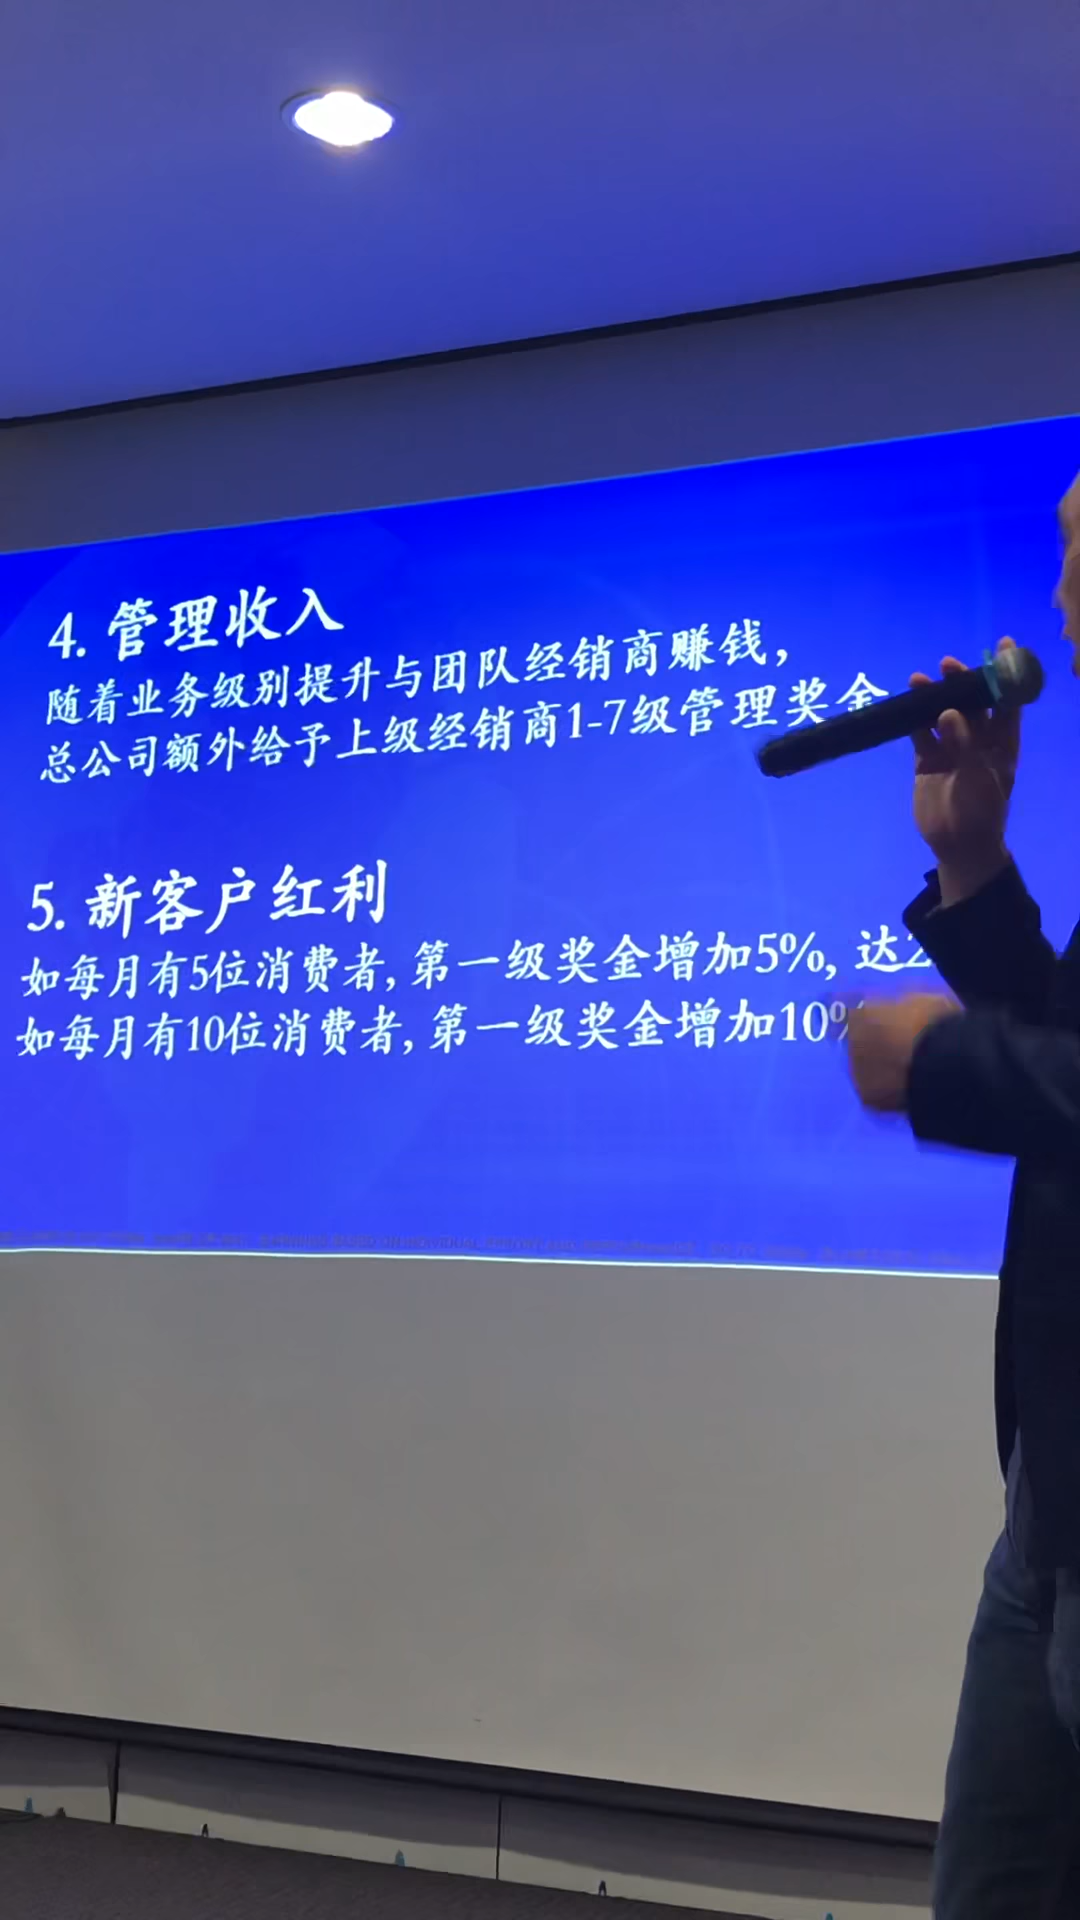 4. 管理收入
随着业务级别提升与团队经销商赚钱，
总公司额外给予上级经销商1-7级管理奖金
5. 新客户红利
如每月有5位消费者, 第一级奖金增加5%, 达2
如每月有10位消费者, 第一级奖金增加10%